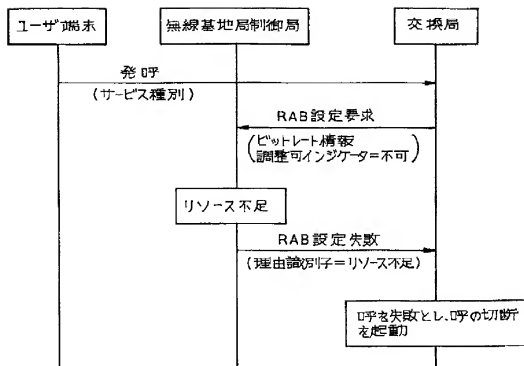 ユーザ端末
無線基地局制御局
交換局
発呼
(サービス種別)
RAB設定要求
(ビットレート情報
調整可インジケータ=不可)
リソース不足
RAB設定失敗
(理由識別子=リソース不足)
呼を失敗とし、呼の切断
を起動